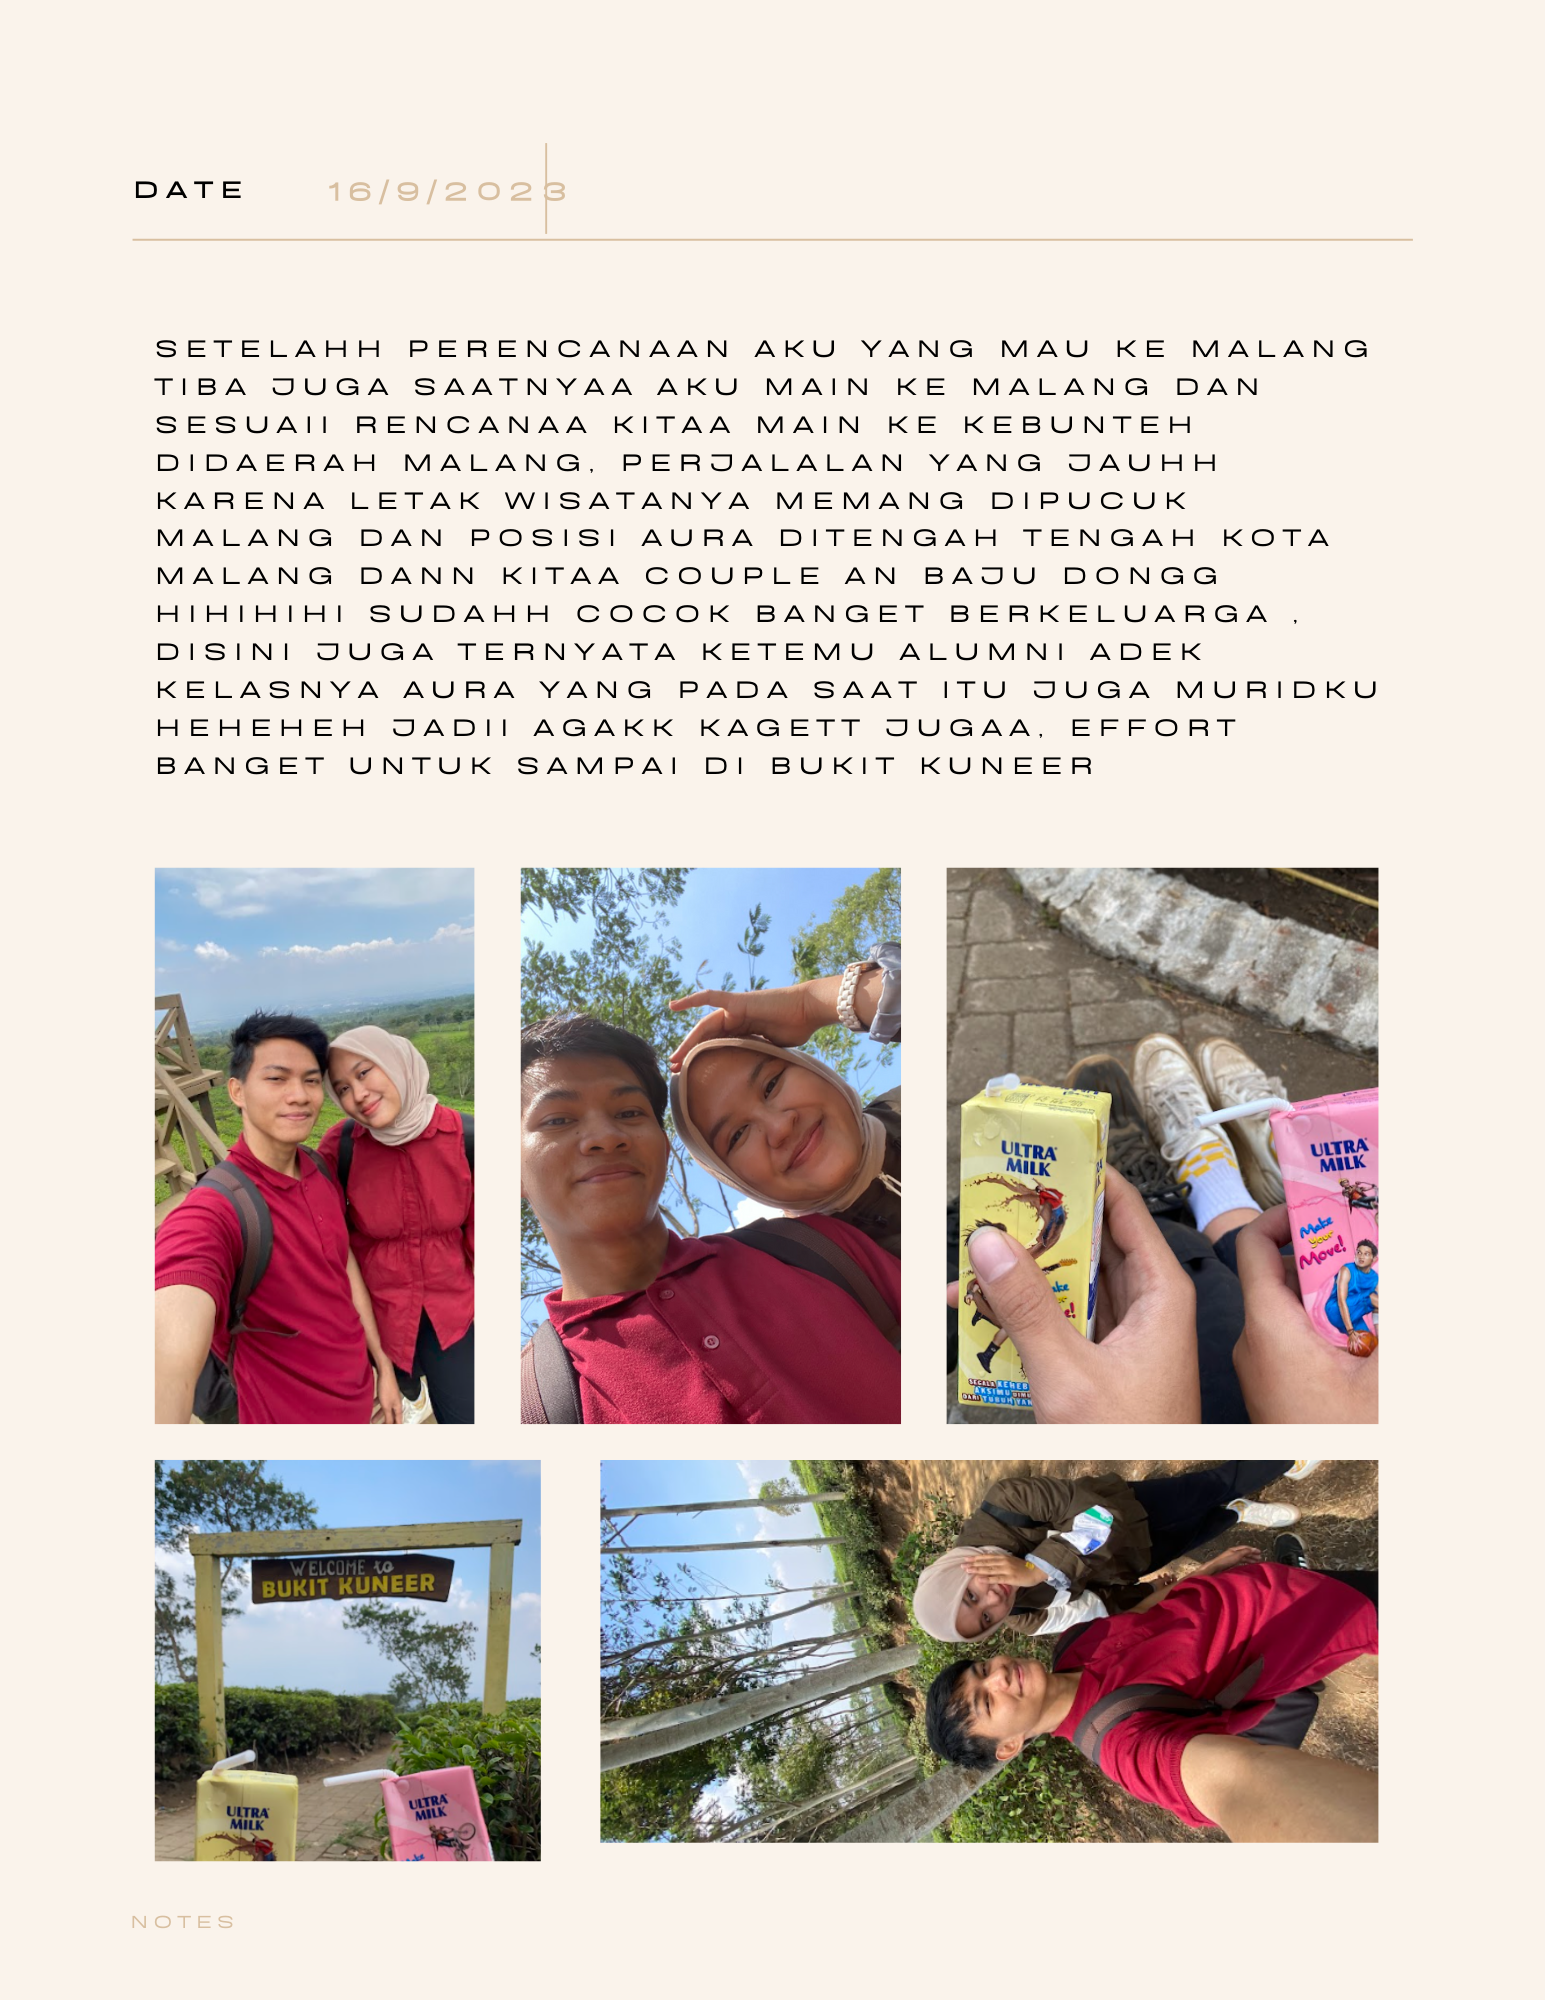 DATE 16/9/2023
SETELAHH PERENCANAAN AKU YANG MAU KE MALANG
TIBA JUGA SAATNYAA AKU MAIN KE MALANG DAN
SESUAII RENCANAA KITAA MAIN KE KEBUNTEH
DIDAERAH MALANG, PERJALALAN YANG JAUHH
KARENA LETAK WISATANYA MEMANG DIPUCUK
MALANG DAN POSISI AURA DITENGAH TENGAH KOTA
MALANG DANN KITAA COUPLE AN BAJU DONGG
HIHIHIHI SUDAHH COCOK BANGET BERKELUARGA ,
DISINI JUGA TERNYATA KETEMU ALUMNI ADEK
KELASNYA AURA YANG PADA SAAT ITU JUGA MURIDKU
HEHEHEH JADII AGAKK KAGETT JUGAA, EFFORT
BANGET UNTUK SAMPAI DI BUKIT KUNEER
ULTRA
MILK
ULTRA
MILK
Make
your
Move!
SEGALA
AKSIMU
DARI TUBUH
WELCOME to
BUKIT KUNEER
ULTRA
MILK
ULTRA
MILK
NOTES